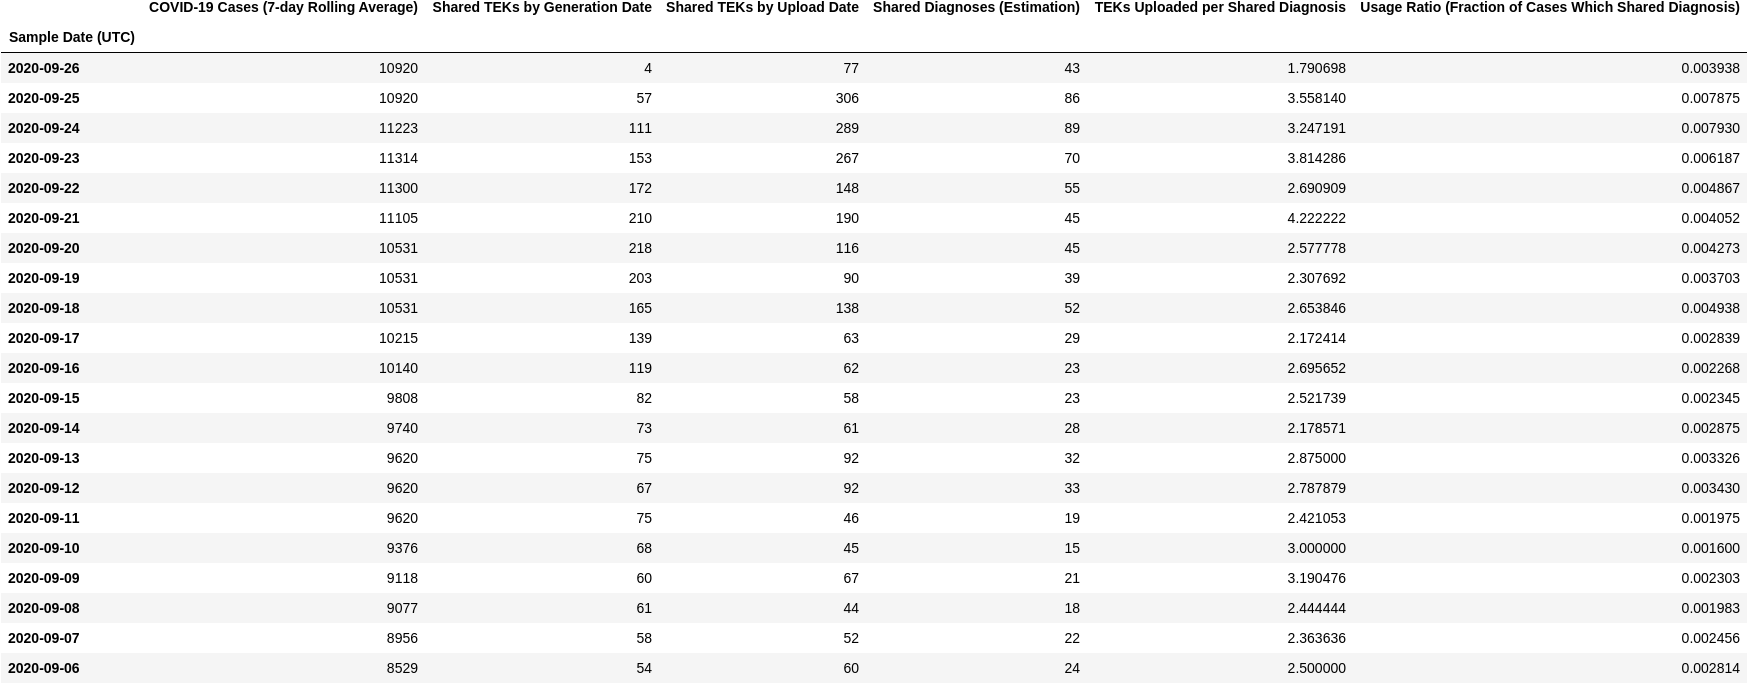 COVID-19 Cases (7-day Rolling Average) Shared TEKs by Generation Date Shared TEKs by Upload Date Shared Diagnoses (Estimation) TEKs Uploaded per Shared Diagnosis Usage Ratio (Fraction of Cases Which Shared Diagnosis)
Sample Date (UTC)
2020-09-26 10920 4 77 43 1.790698 0.003938
2020-09-25 10920 57 306 86 3.558140 0.007875
2020-09-24 11223 111 289 89 3.247191 0.007930
2020-09-23 11314 153 267 70 3.814286 0.006187
2020-09-22 11300 172 148 55 2.690909 0.004867
2020-09-21 11105 210 190 45 4.222222 0.004052
2020-09-20 10531 218 116 45 2.577778 0.004273
2020-09-19 10531 203 90 39 2.307692 0.003703
2020-09-18 10531 165 138 52 2.653846 0.004938
2020-09-17 10215 139 63 29 2.172414 0.002839
2020-09-16 10140 119 62 23 2.695652 0.002268
2020-09-15 9808 82 58 23 2.521739 0.002345
2020-09-14 9740 73 61 28 2.178571 0.002875
2020-09-13 9620 75 92 32 2.875000 0.003326
2020-09-12 9620 67 92 33 2.787879 0.003430
2020-09-11 9620 75 46 19 2.421053 0.001975
2020-09-10 9376 68 45 15 3.000000 0.001600
2020-09-09 9118 60 67 21 3.190476 0.002303
2020-09-08 9077 61 44 18 2.444444 0.001983
2020-09-07 8956 58 52 22 2.363636 0.002456
2020-09-06 8529 54 60 24 2.500000 0.002814